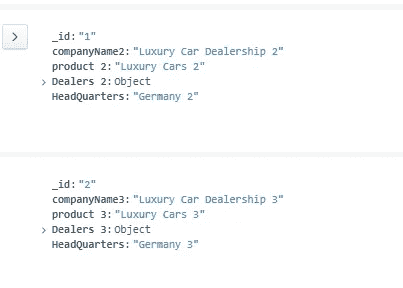 _id: "1"
companyName2: "Luxury Car Dealership 2"
product 2: "Luxury Cars 2"
> Dealers 2: Object
HeadQuarters: "Germany 2"
_id: "2"
companyName3: "Luxury Car Dealership 3"
product 3: "Luxury Cars 3"
> Dealers 3: Object
HeadQuarters: "Germany 3"